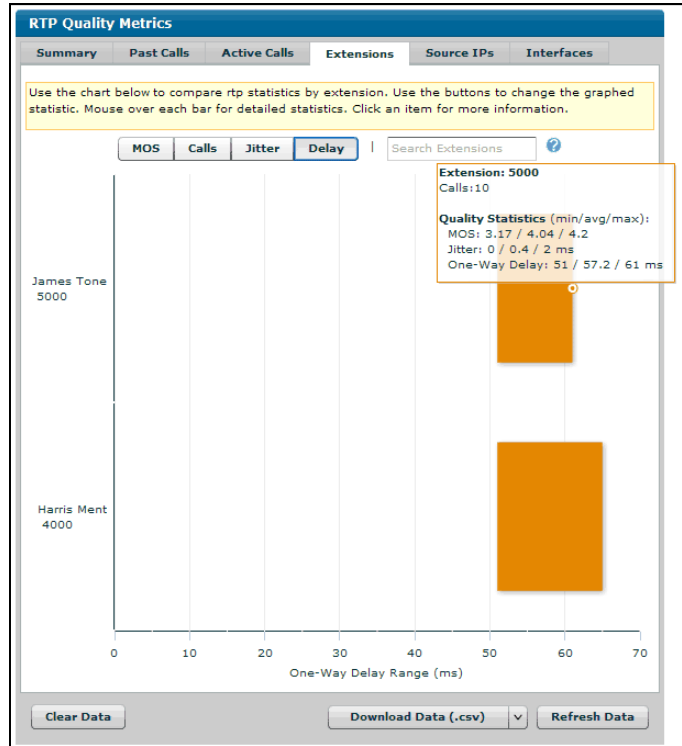 RTP Quality Metrics
Summary Past Calls Active Calls Extensions Source IPs Interfaces
Use the chart below to compare rtp statistics by extension. Use the buttons to change the graphed
statistic. Mouse over each bar for detailed statistics. Click an item for more information.
MOS Calls Jitter Delay | Search Extensions ?
Extension: 5000
Calls:10
Quality Statistics (min/avg/max):
MOS: 3.17 / 4.04 / 4.2
Jitter: 0 / 0.4 / 2 ms
One-Way Delay: 51 / 57.2 / 61 ms
James Tone
5000
Harris Ment
4000
0 10 20 30 40 50 60 70
One-Way Delay Range (ms)
Clear Data Download Data (.csv) v Refresh Data